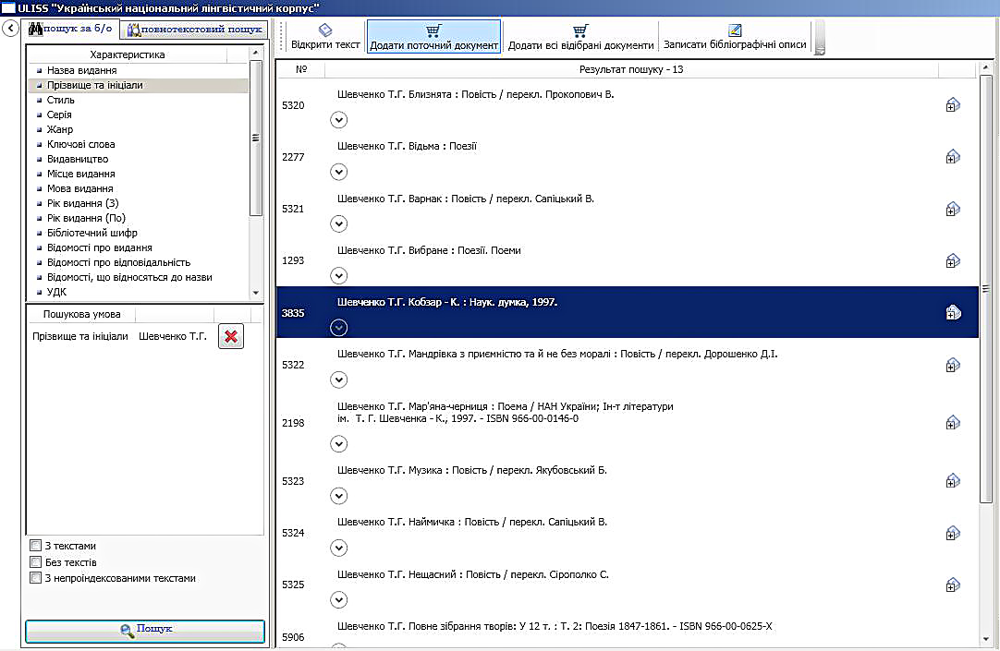 ULISS "Український національний лінгвістичний корпус"
пошук за б/о
повнотекстовий пошук
Характеристика
Назва видання
Прізвище та ініціали
Стиль
Серія
Жанр
Ключові слова
Видавництво
Місце видання
Мова видання
Рік видання (З)
Рік видання (По)
Бібліотечний шифр
Відомості про видання
Відомості про відповідальність
Відомості, що відносяться до назви
УДК
Пошукова умова
Прізвище та ініціали Шевченко Т.Г.
З текстами
Без текстів
З непроіндексованими текстами
Пошук
Відкрити текст
Додати поточний документ
Додати всі відібрані документи
Записати бібліографічні описи
№ Результат пошуку - 13
5320 Шевченко Т.Г. Близнята : Повість / перекл. Прокопович В.
2277 Шевченко Т.Г. Відьма : Поезії
5321 Шевченко Т.Г. Варнак : Повість / перекл. Сапіцький В.
1293 Шевченко Т.Г. Вибране : Поезії. Поеми
3835 Шевченко Т.Г. Кобзар - К. : Наук. думка, 1997.
5322 Шевченко Т.Г. Мандрівка з приємністю та й не без моралі : Повість / перекл. Дорошенко Д.І.
2198 Шевченко Т.Г. Мар'яна-черниця : Поема / НАН України; Ін-т літератури
ім. Т. Г. Шевченка - К., 1997. - ISBN 966-00-0146-0
5323 Шевченко Т.Г. Музика : Повість / перекл. Якубовський Б.
5324 Шевченко Т.Г. Наймичка : Повість / перекл. Сапіцький В.
5325 Шевченко Т.Г. Нещасний : Повість / перекл. Сірополко С.
5906 Шевченко Т.Г. Повне зібрання творів: У 12 т. : Т. 2: Поезія 1847-1861. - ISBN 966-00-0625-X